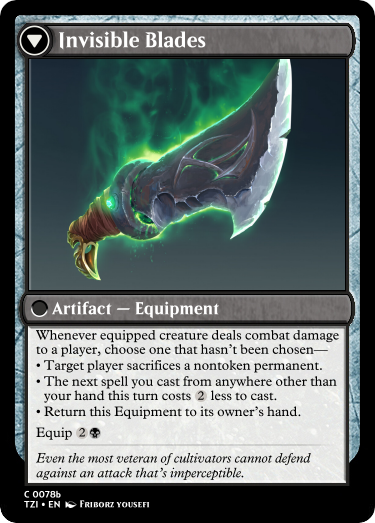 Invisible Blades
Artifact — Equipment
Whenever equipped creature deals combat damage
to a player, choose one that hasn't been chosen—
• Target player sacrifices a nontoken permanent.
• The next spell you cast from anywhere other than
your hand this turn costs 2 less to cast.
• Return this Equipment to its owner's hand.
Equip 2
Even the most veteran of cultivators cannot defend
against an attack that's imperceptible.
C 0078b
TZI • EN Friborz yousefi